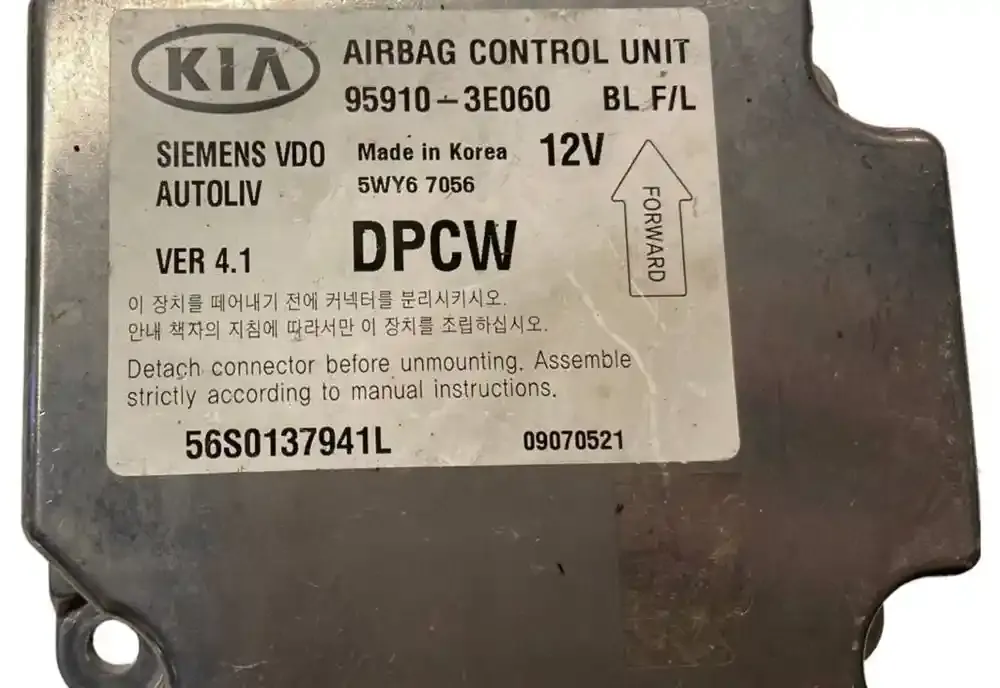 KIA
AIRBAG CONTROL UNIT
95910-3E060 BL F/L
SIEMENS VDO Made in Korea 12V
AUTOLIV 5WY6 7056
FORWARD
VER 4.1 DPCW
이 장치를 떼어내기 전에 커넥터를 분리시키시오.
안내 책자의 지침에 따라서만 이 장치를 조립하십시오.
Detach connector before unmounting. Assemble
strictly according to manual instructions.
56S0137941L 09070521